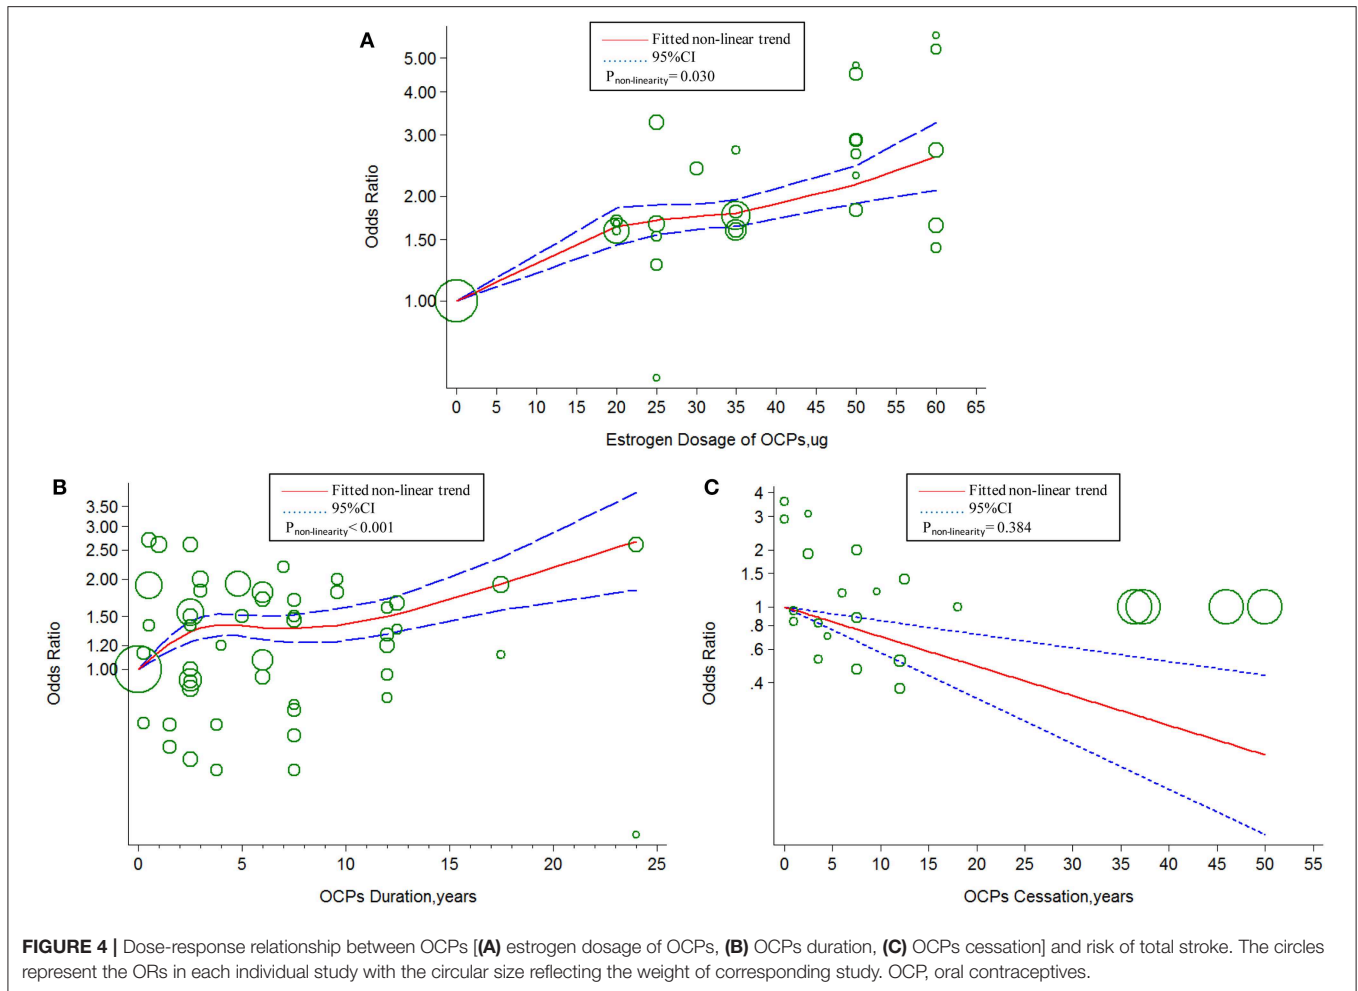 A
Fitted non-linear trend
95%CI
Pnon-linearity= 0.030
5.00
4.00
3.00
2.00
1.50
1.00
Odds Ratio
0 5 10 15 20 25 30 35 40 45 50 55 60 65
Estrogen Dosage of OCPs,ug
B
Fitted non-linear trend
95%CI
Pnon-linearity< 0.001
3.50
3.00
2.50
2.00
1.50
1.20
1.00
Odds Ratio
0 5 10 15 20 25
OCPs Duration,years
C
Fitted non-linear trend
95%CI
Pnon-linearity= 0.384
4
3
2
1.5
1
.8
.6
.4
Odds Ratio
0 5 10 15 20 25 30 35 40 45 50 55
OCPs Cessation,years
FIGURE 4 | Dose-response relationship between OCPs [(A) estrogen dosage of OCPs, (B) OCPs duration, (C) OCPs cessation] and risk of total stroke. The circles
represent the ORs in each individual study with the circular size reflecting the weight of corresponding study. OCP, oral contraceptives.